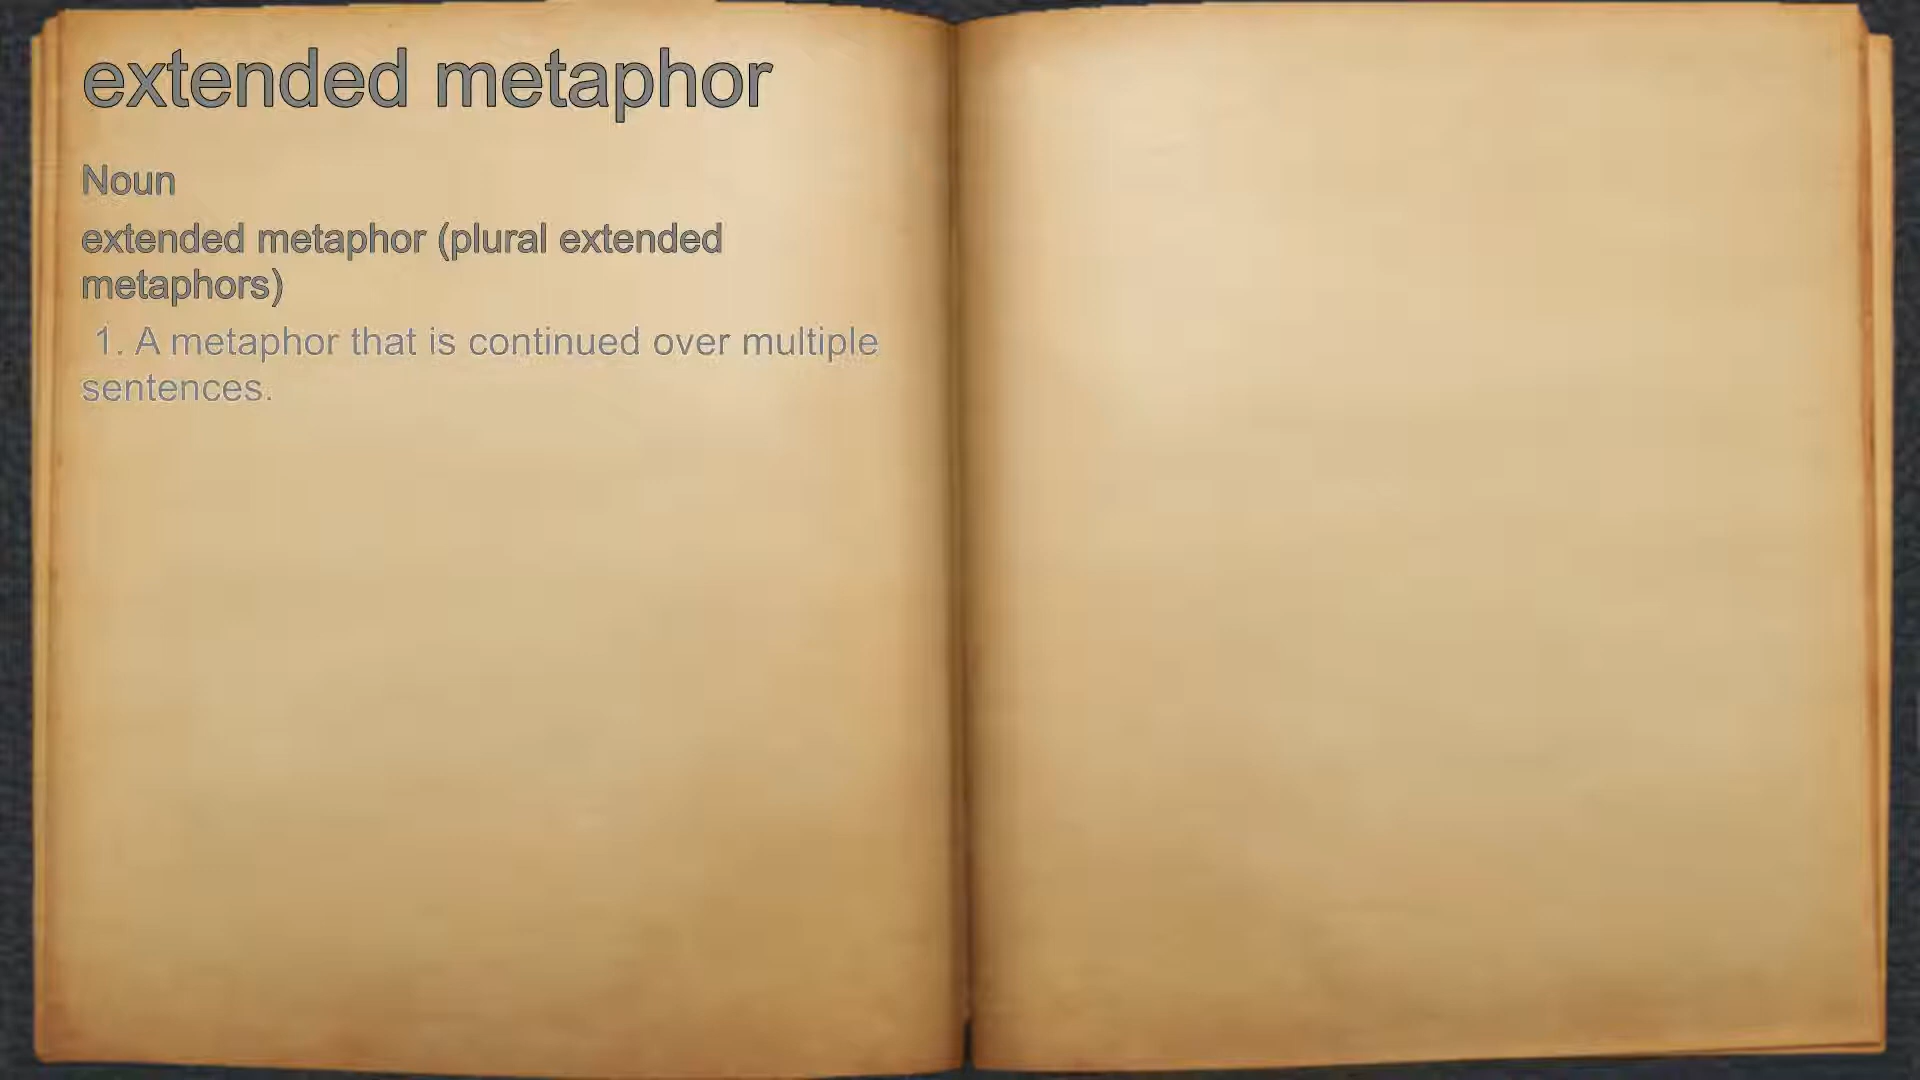 extended metaphor
Noun
extended metaphor (plural extended
metaphors)
1. A metaphor that is continued over multiple
sentences.